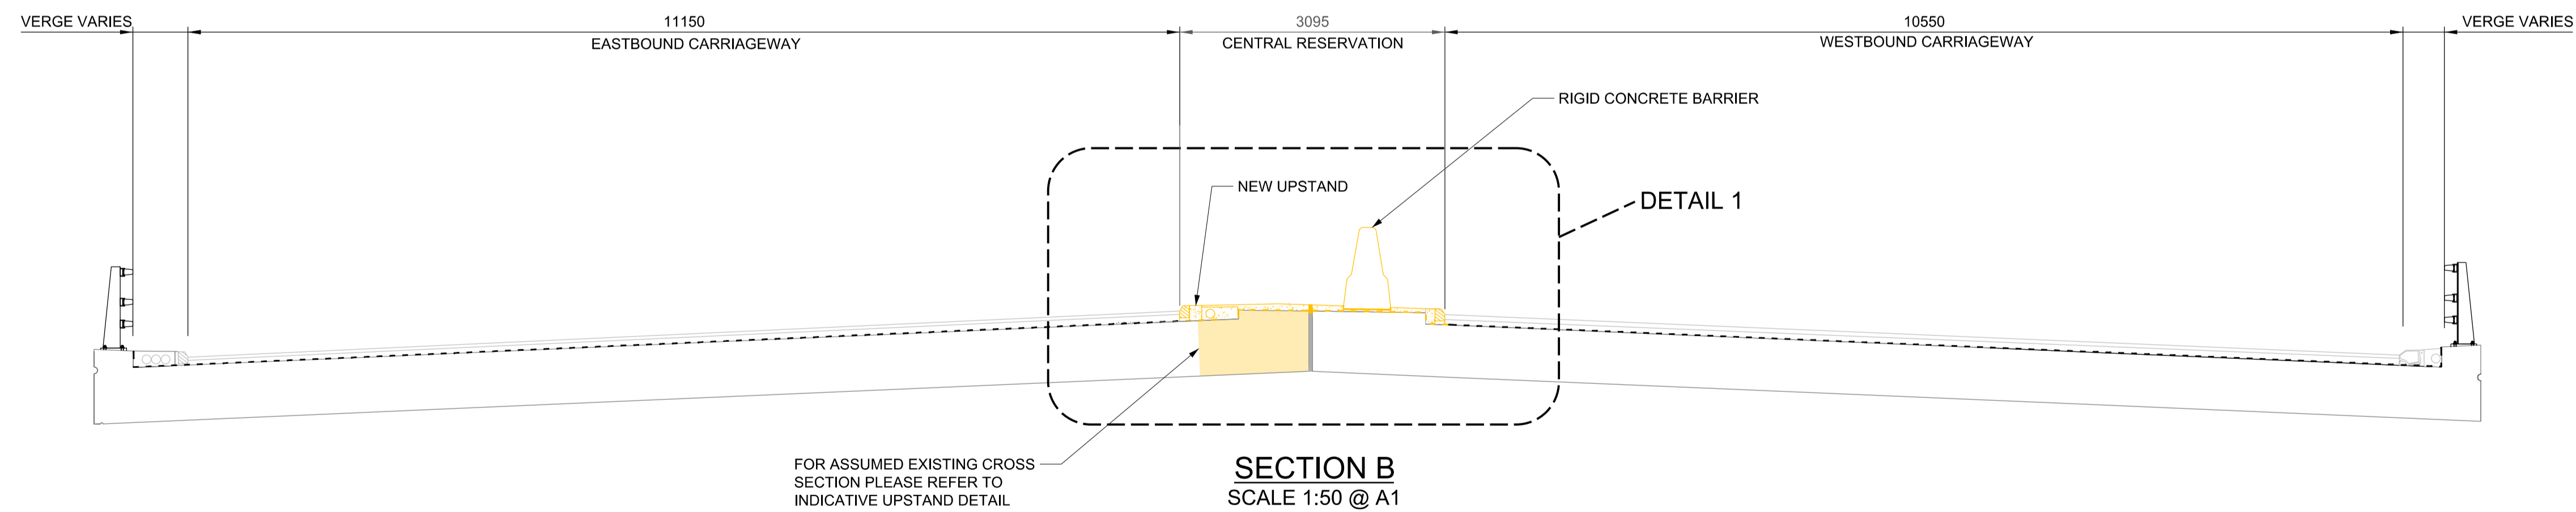 VERGE VARIES
11150
EASTBOUND CARRIAGEWAY
3095
CENTRAL RESERVATION
10550
WESTBOUND CARRIAGEWAY
VERGE VARIES
RIGID CONCRETE BARRIER
NEW UPSTAND
DETAIL 1
FOR ASSUMED EXISTING CROSS
SECTION PLEASE REFER TO
INDICATIVE UPSTAND DETAIL
SECTION B
SCALE 1:50 @ A1